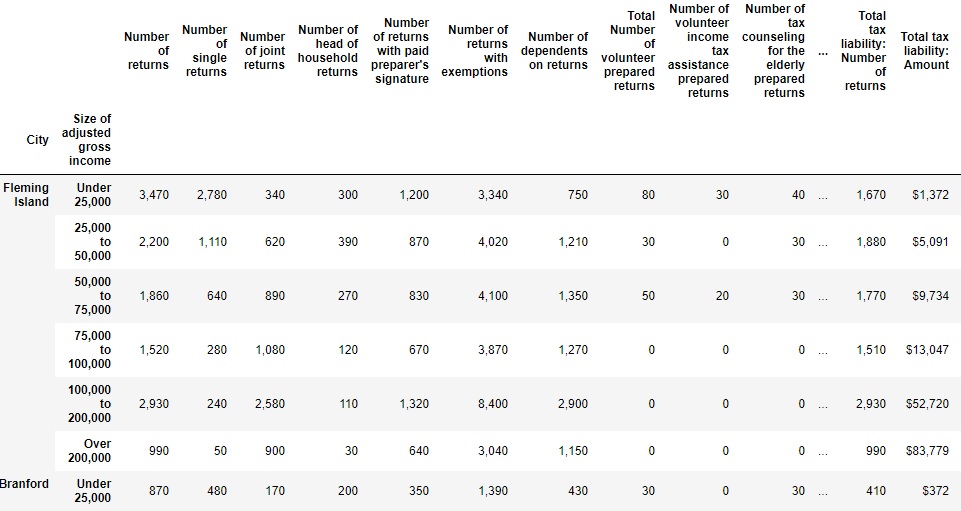 Number of returns | Number of single returns | Number of joint returns | Number of head of household returns | Number of returns with paid preparer's signature | Number of returns with exemptions | Number of dependents on returns | Total Number of volunteer prepared returns | Number of volunteer income tax assistance prepared returns | Number of tax counseling for the elderly prepared returns | ... | Total tax liability: Number of returns | Total tax liability: Amount
City | Size of adjusted gross income
Fleming Island | Under 25,000 | 3,470 | 2,780 | 340 | 300 | 1,200 | 3,340 | 750 | 80 | 30 | 40 | ... | 1,670 | $1,372
25,000 to 50,000 | 2,200 | 1,110 | 620 | 390 | 870 | 4,020 | 1,210 | 30 | 0 | 30 | ... | 1,880 | $5,091
50,000 to 75,000 | 1,860 | 640 | 890 | 270 | 830 | 4,100 | 1,350 | 50 | 20 | 30 | ... | 1,770 | $9,734
75,000 to 100,000 | 1,520 | 280 | 1,080 | 120 | 670 | 3,870 | 1,270 | 0 | 0 | 0 | ... | 1,510 | $13,047
100,000 to 200,000 | 2,930 | 240 | 2,580 | 110 | 1,320 | 8,400 | 2,900 | 0 | 0 | 0 | ... | 2,930 | $52,720
Over 200,000 | 990 | 50 | 900 | 30 | 640 | 3,040 | 1,150 | 0 | 0 | 0 | ... | 990 | $83,779
Branford | Under 25,000 | 870 | 480 | 170 | 200 | 350 | 1,390 | 430 | 30 | 0 | 30 | ... | 410 | $372